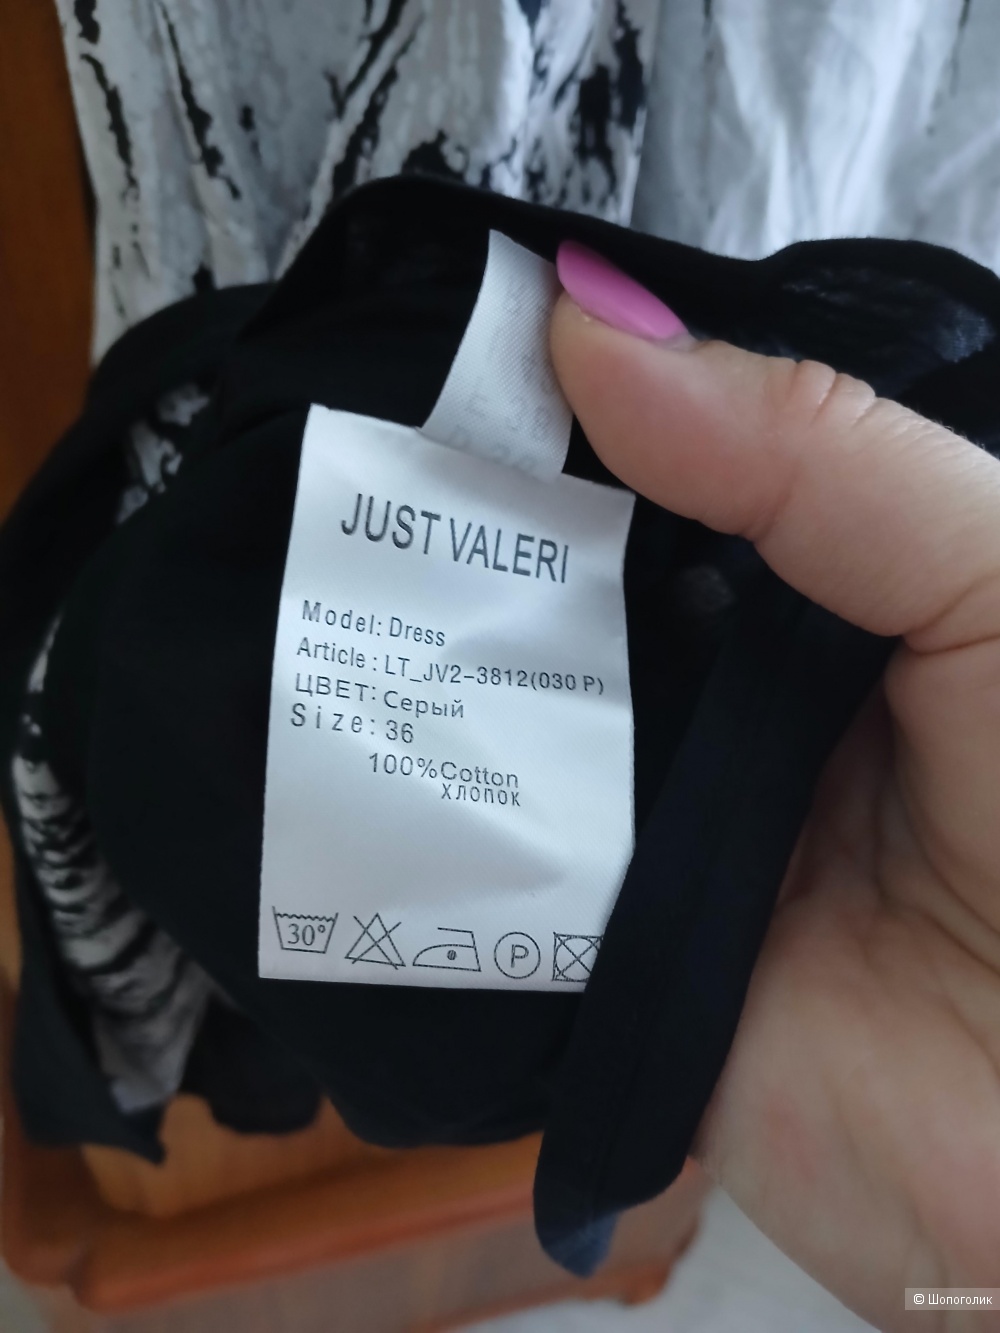 JUST VALERI
Model: Dress
Article : LT_JV2-3812(030 P)
ЦВЕТ: Серый
Size: 36
100%Cotton
хлопок
30°
P
© Шопоголик